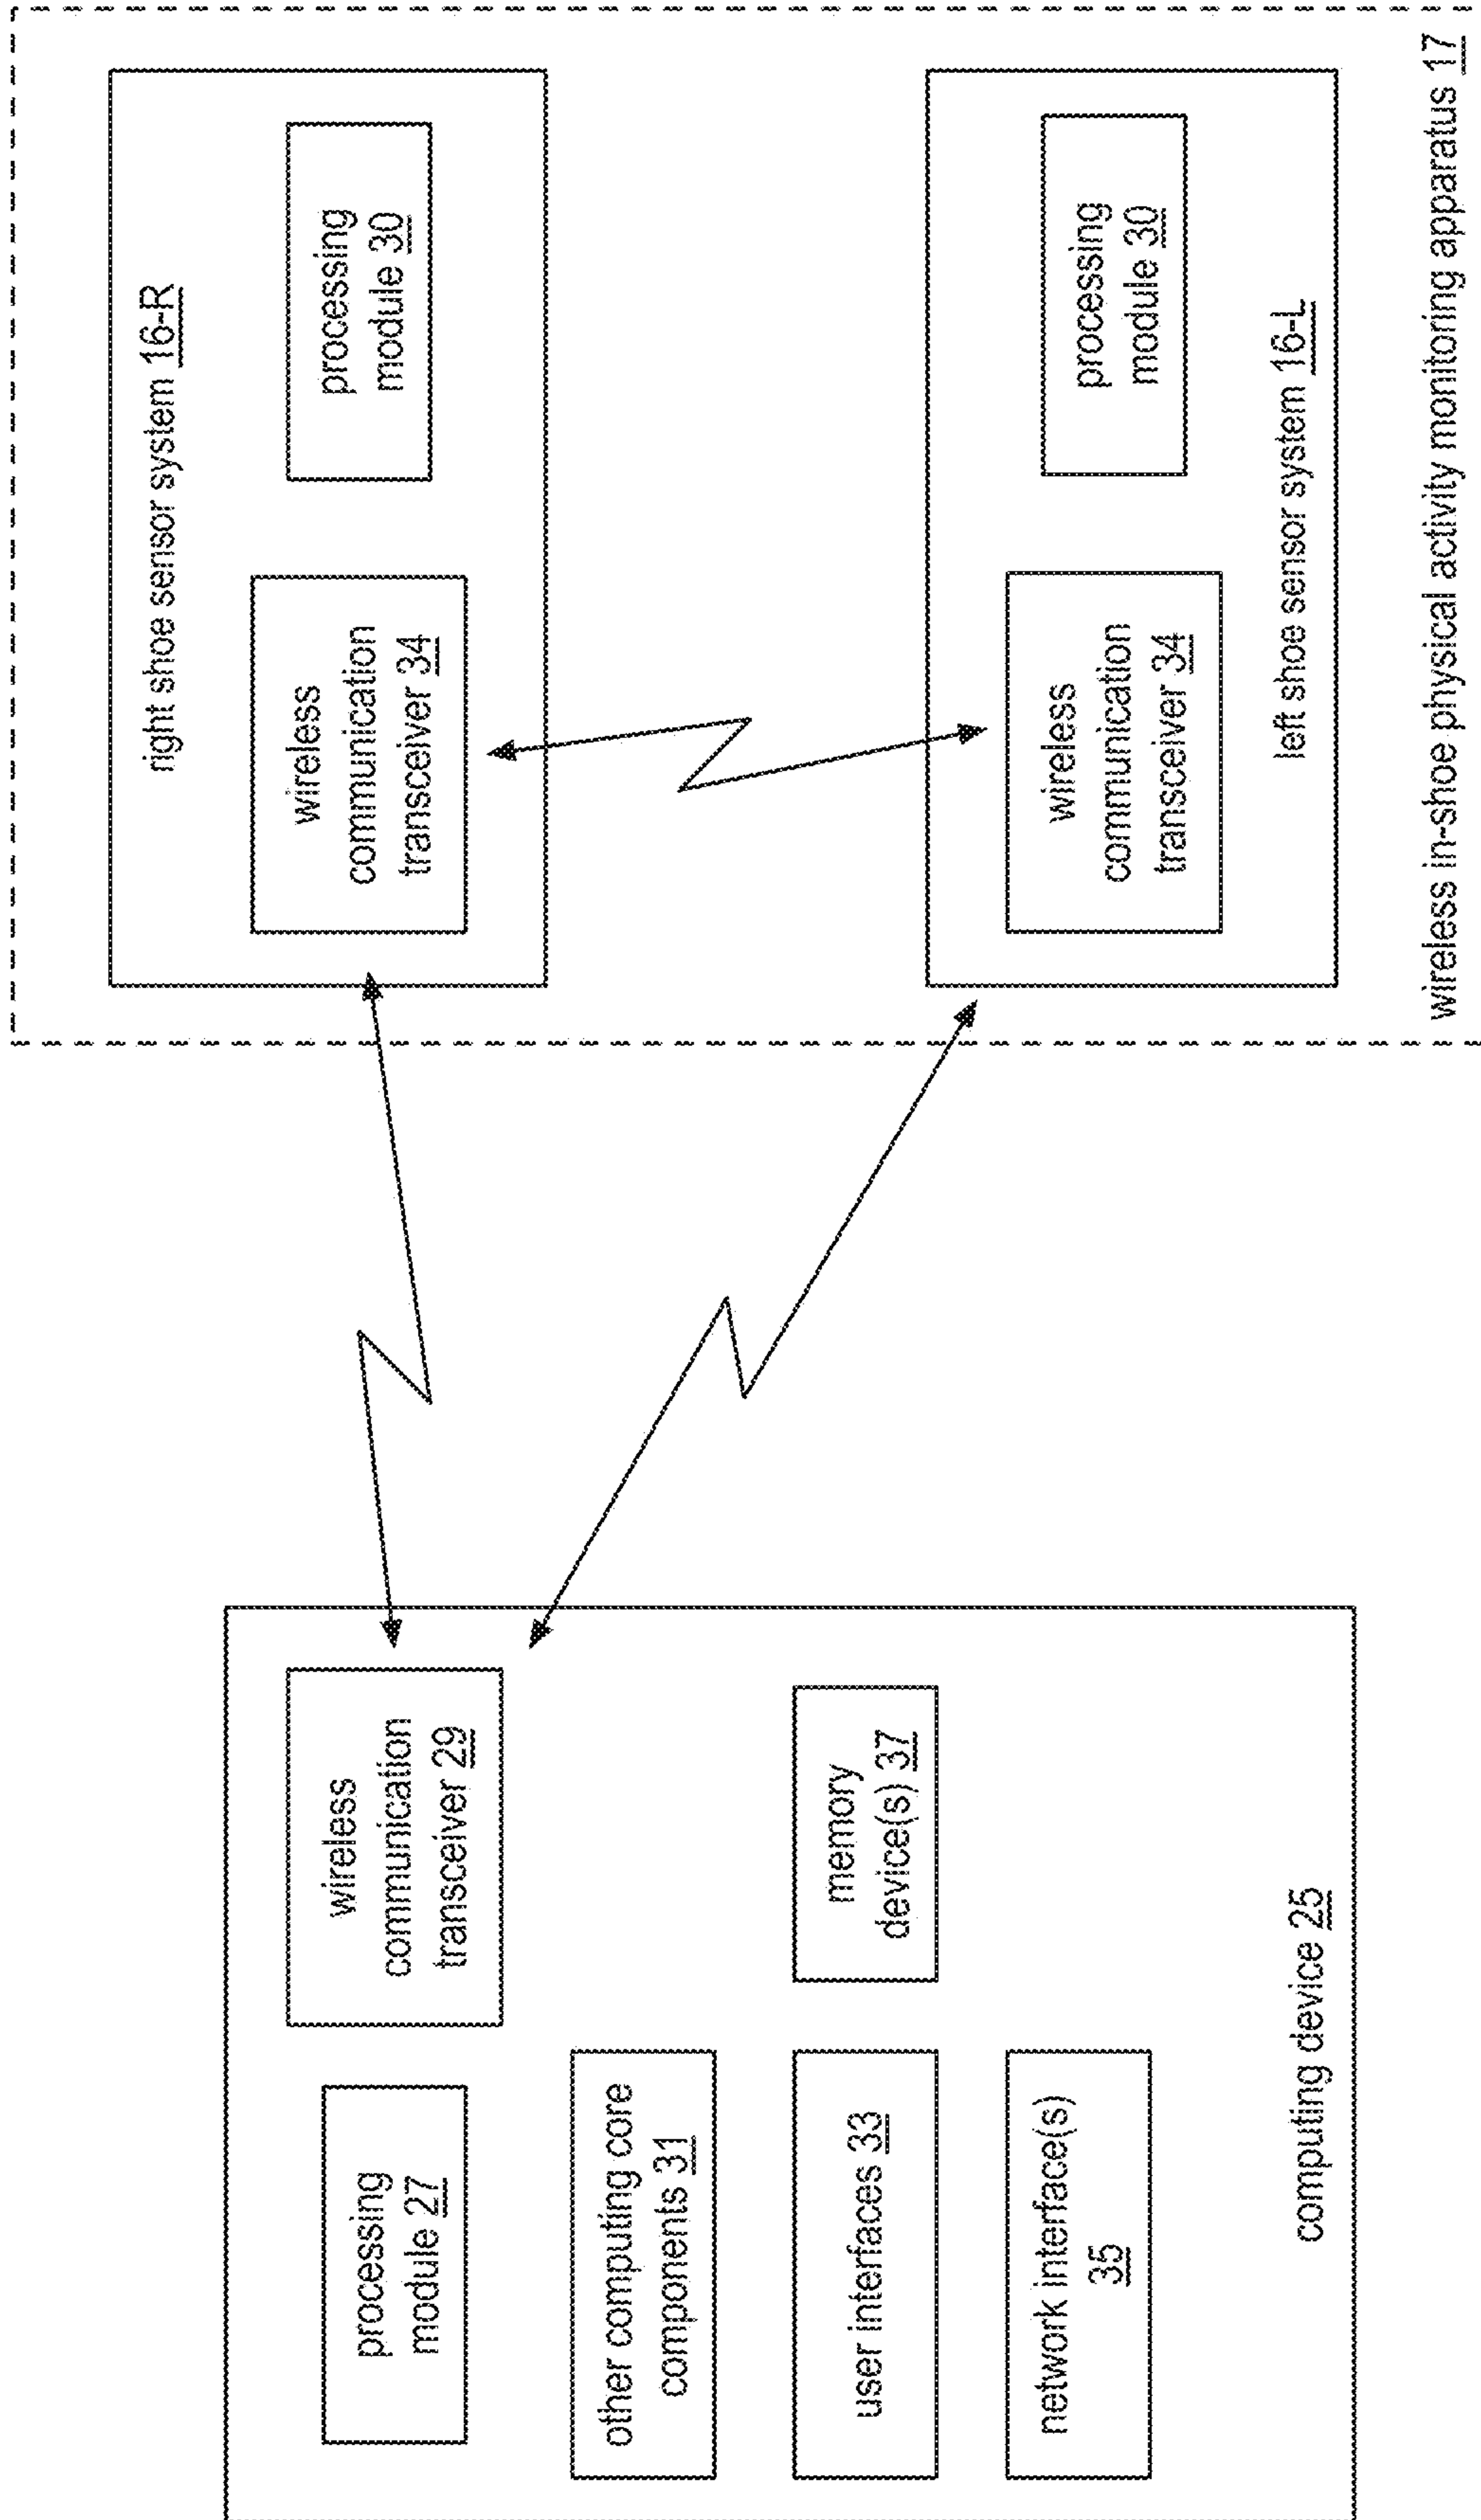 processing
module 27
wireless
communication
transceiver 29
other computing core
components 31
user interfaces 33
memory
device(s) 37
network interface(s)
35
computing device 25
right shoe sensor system 16-R
wireless
communication
transceiver 34
processing
module 30
wireless
communication
transceiver 34
processing
module 30
left shoe sensor system 16-L
wireless in-shoe physical activity monitoring apparatus 17